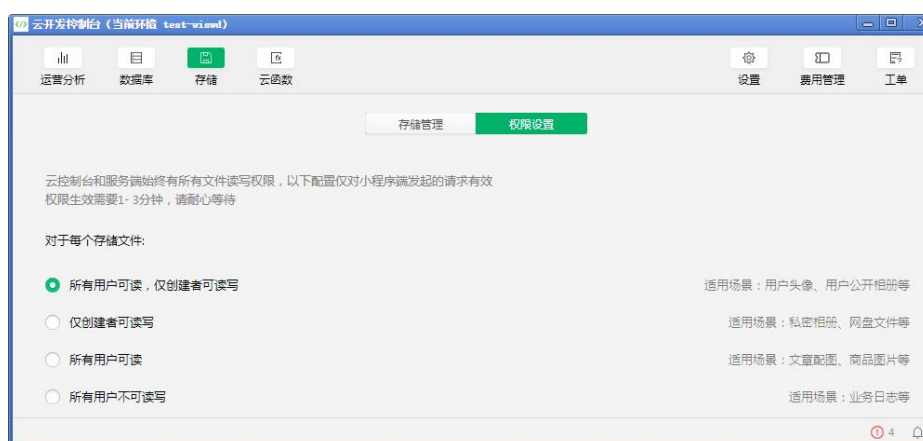 云开发控制台(当前环境 test-wiswd)
运营分析 数据库 存储 云函数 设置 费用管理 工单
存储管理 权限设置
云控制台和服务端始终有所有文件读写权限,以下配置仅对小程序端发起的请求有效
权限生效需要1- 3分钟,请耐心等待
对于每个存储文件:
所有用户可读,仅创建者可读写 适用场景:用户头像、用户公开相册等
仅创建者可读写 适用场景:私密相册、网盘文件等
所有用户可读 适用场景:文章配图、商品图片等
所有用户不可读写 适用场景:业务日志等
4